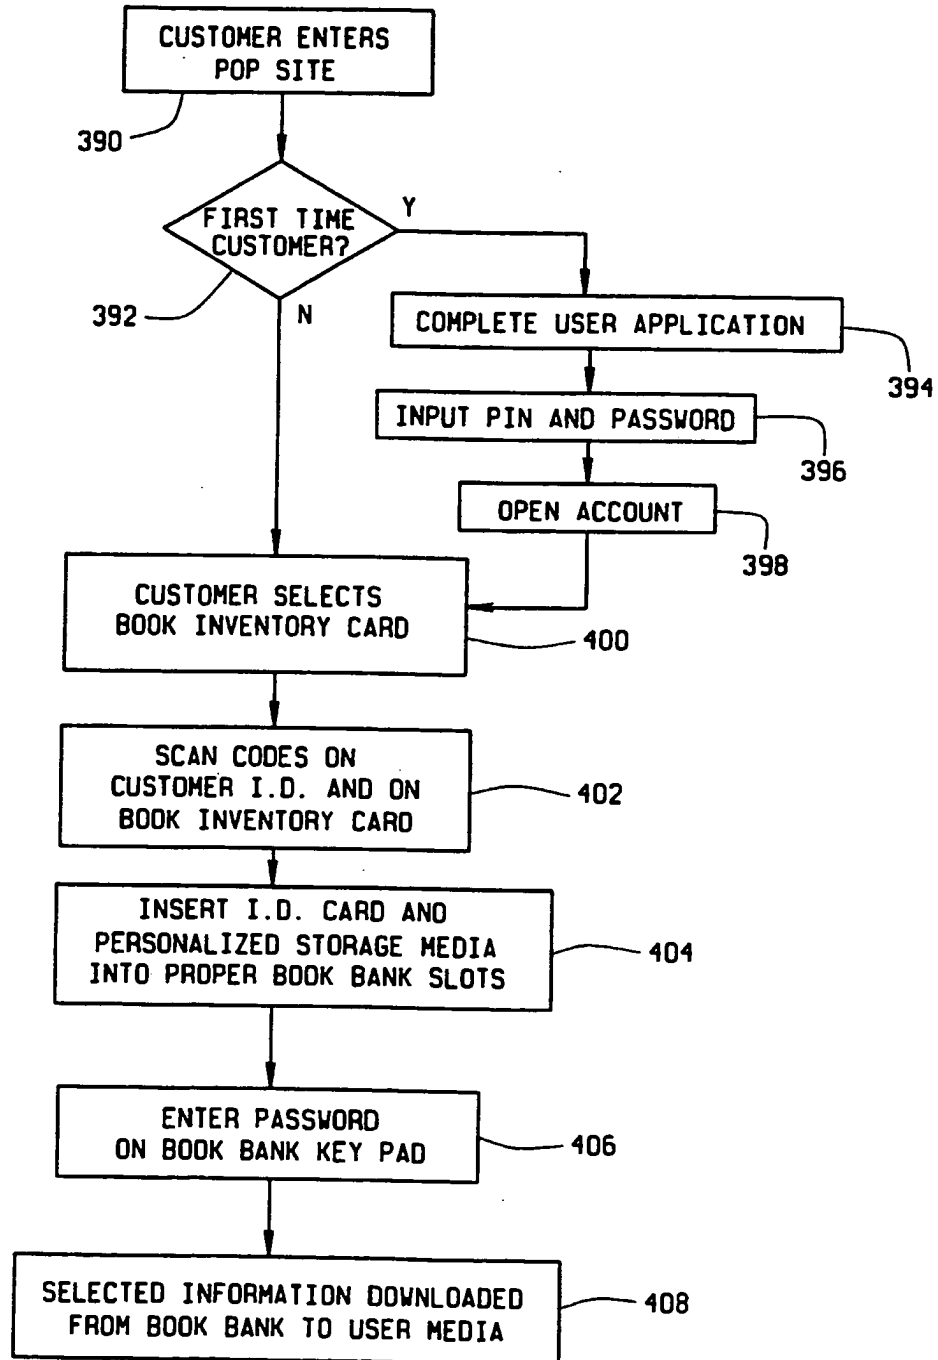 CUSTOMER ENTERS
POP SITE
390
FIRST TIME
CUSTOMER?
Y
392
N
COMPLETE USER APPLICATION
394
INPUT PIN AND PASSWORD
396
OPEN ACCOUNT
398
CUSTOMER SELECTS
BOOK INVENTORY CARD
400
SCAN CODES ON
CUSTOMER I.D. AND ON
BOOK INVENTORY CARD
402
INSERT I.D. CARD AND
PERSONALIZED STORAGE MEDIA
INTO PROPER BOOK BANK SLOTS
404
ENTER PASSWORD
ON BOOK BANK KEY PAD
406
SELECTED INFORMATION DOWNLOADED
FROM BOOK BANK TO USER MEDIA
408